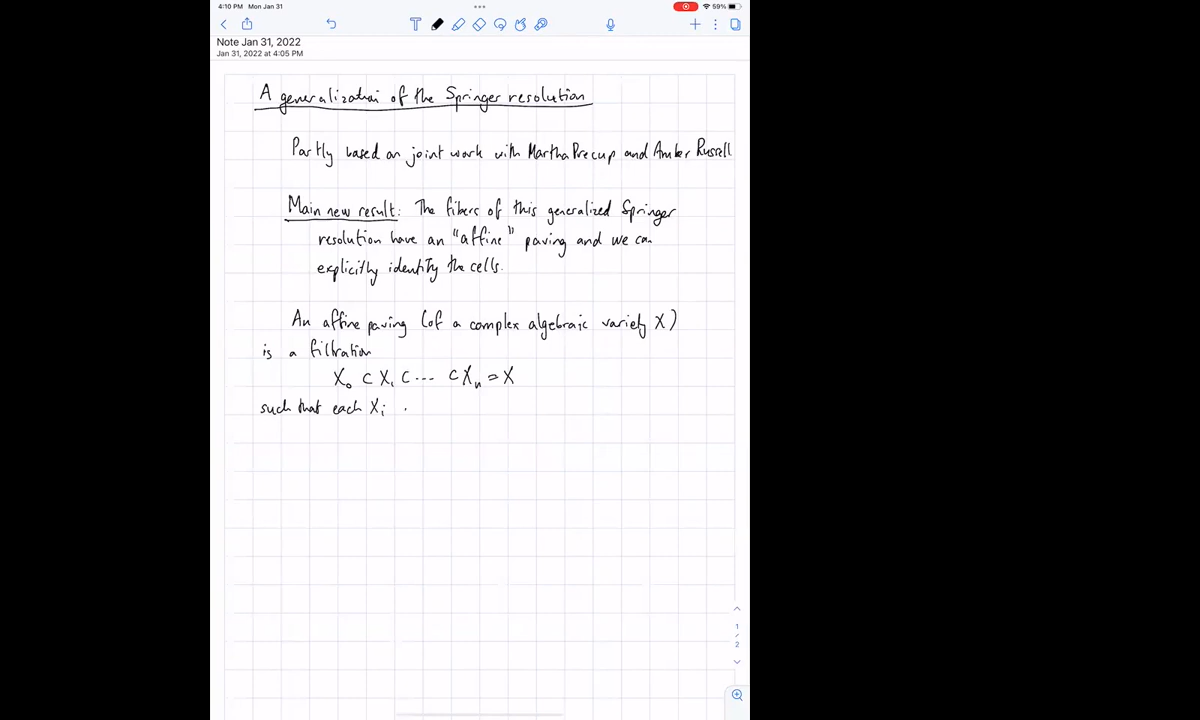 4:10 PM Mon Jan 31
59%
Note Jan 31, 2022
Jan 31, 2022 at 4:05 PM
A generalization of the Springer resolution
Partly based on joint work with Martha Precup and Amber Russell
Main new result: The fibers of this generalized Springer
resolution have an "affine" paving and we can
explicitly identify the cells.
An affine paving (of a complex algebraic variety X)
is a filtration
X₀ ⊂ X₁ ⊂ ··· ⊂ Xₙ = X
such that each Xᵢ
1
/
2